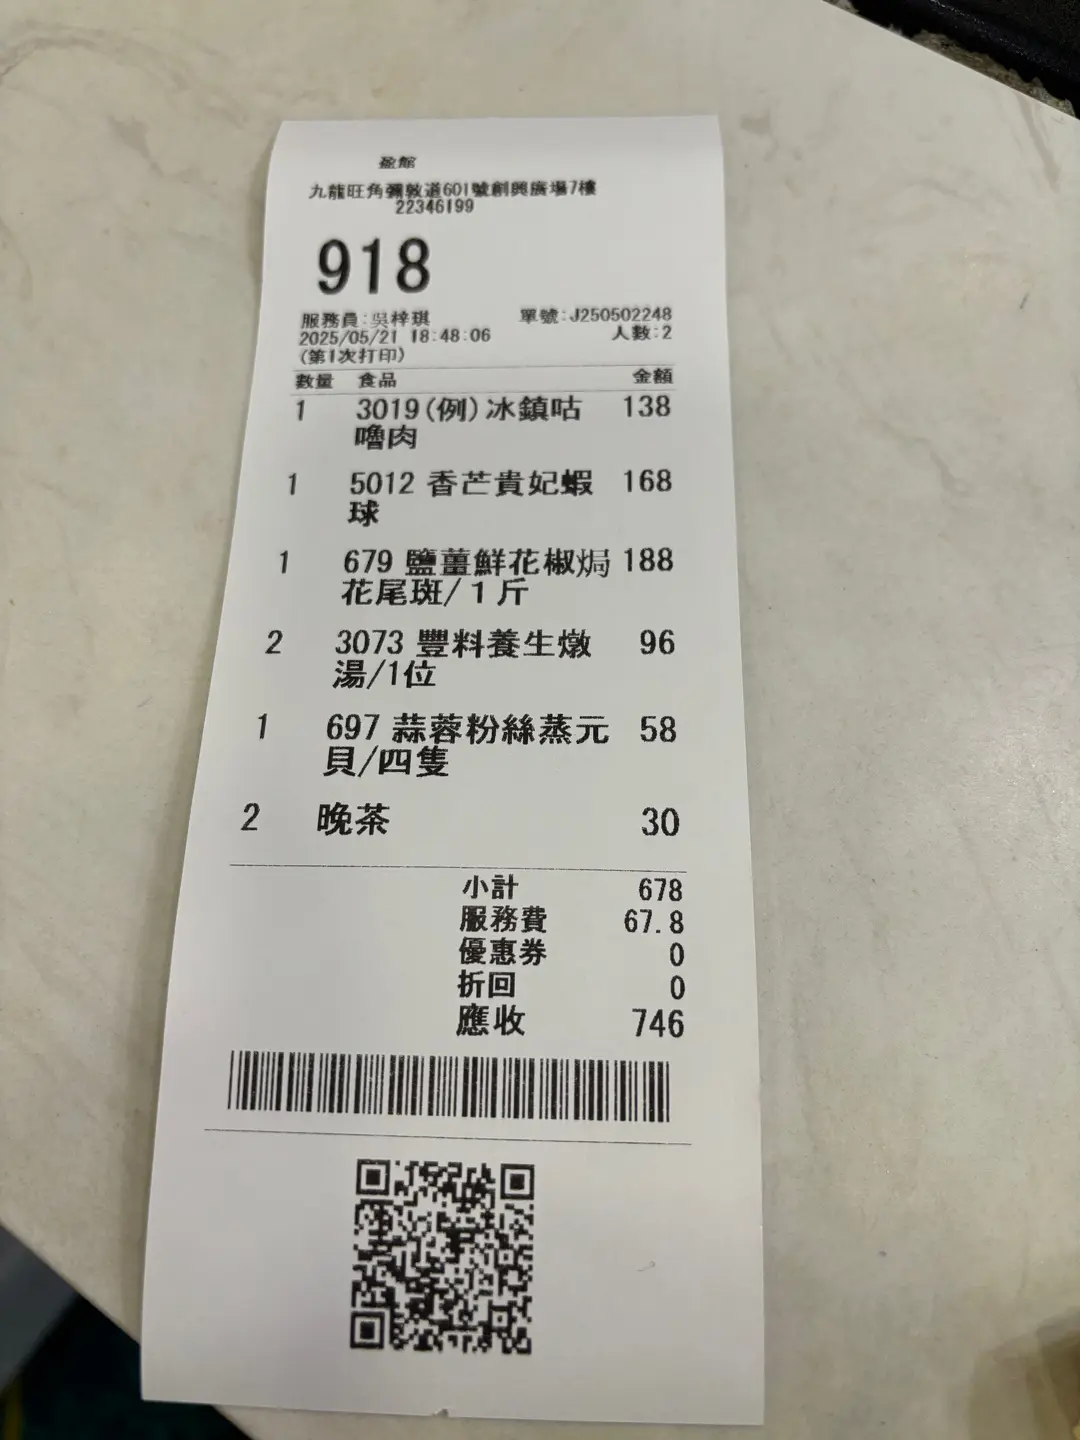 盈館
九龍旺角彌敦道601號創興廣場7樓
22346199
918
服務員:吳梓琪 單號:J250502248
2025/05/21 18:48:06 人數:2
(第1次打印)
數量 食品 金額
1 3019(例)冰鎮咕 138
嚕肉
1 5012 香芒貴妃蝦 168
球
1 679 鹽薑鮮花椒焗 188
花尾斑/1斤
2 3073 豐料養生燉 96
湯/1位
1 697 蒜蓉粉絲蒸元 58
貝/四隻
2 晚茶 30
小計 678
服務費 67.8
優惠券 0
折回 0
應收 746